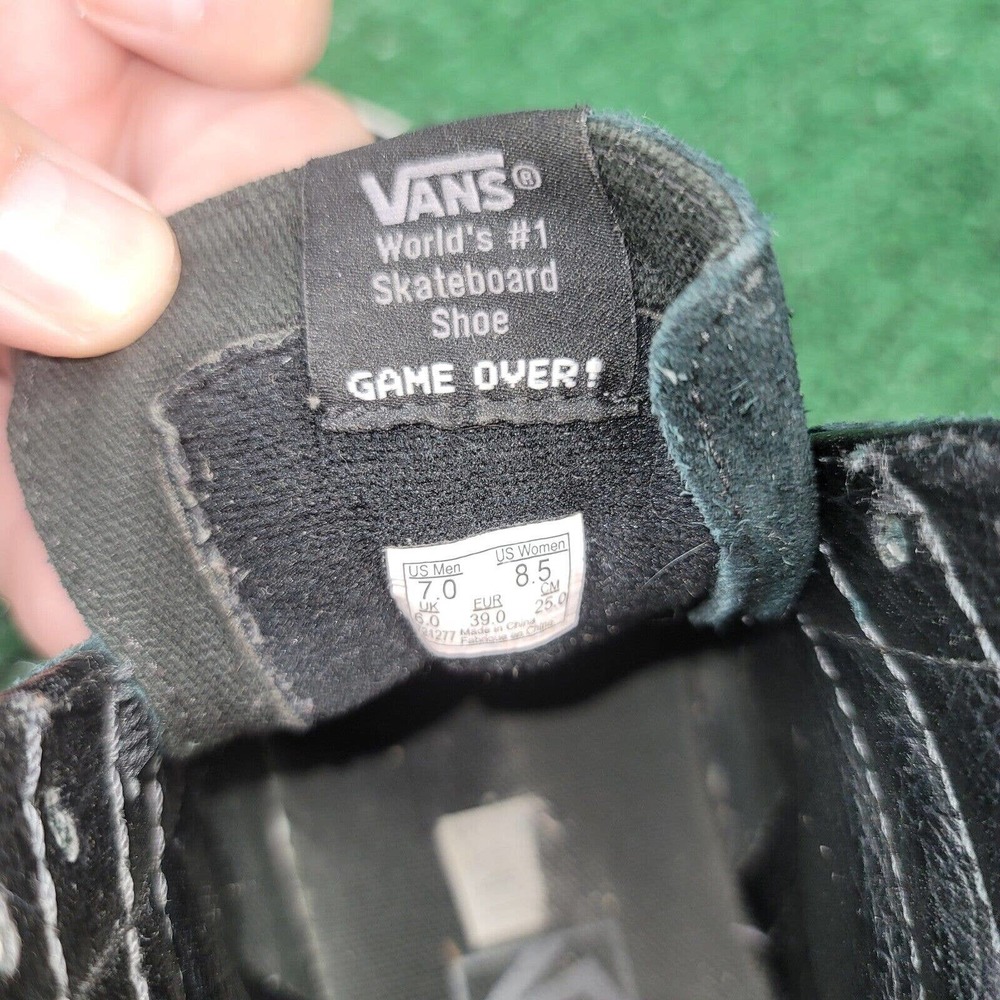 VANS®
World's #1
Skateboard
Shoe
GAME OVER!
US Men US Women
7.0 8.5
UK EUR CM
6.0 39.0 25.0
Made in China
Fabriqué en Chine